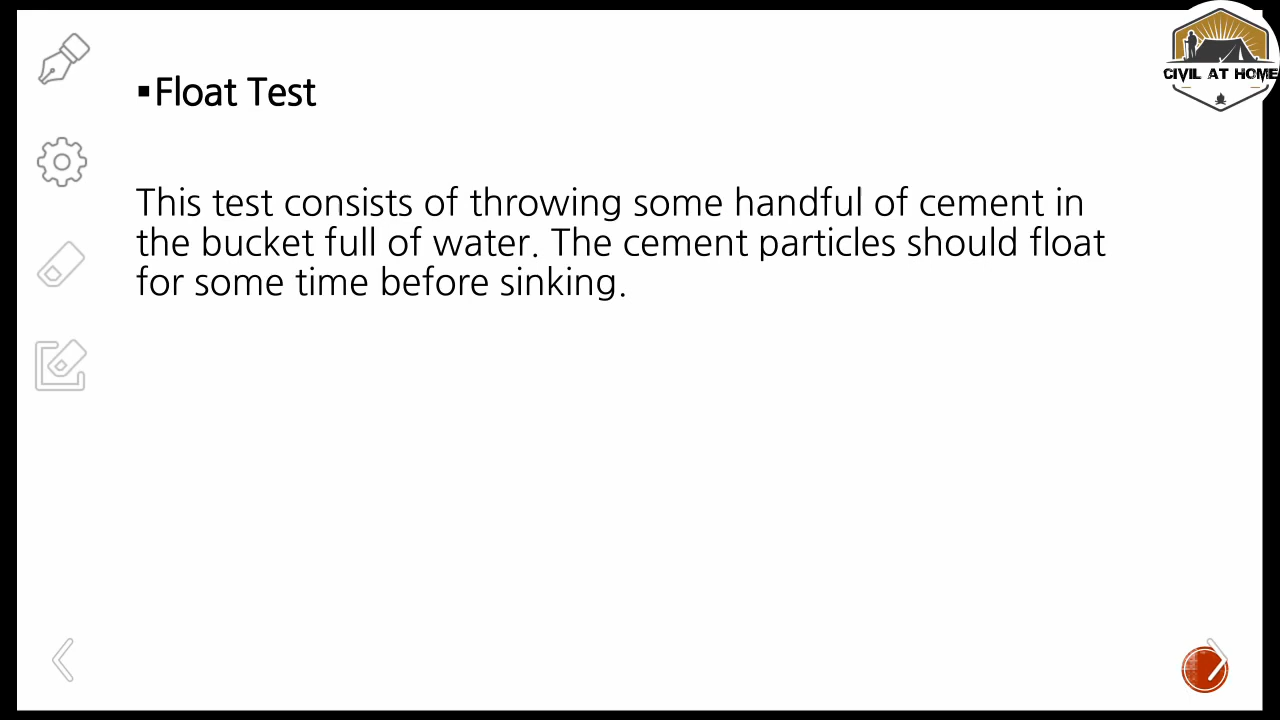 CIVIL AT HOME
▪Float Test
This test consists of throwing some handful of cement in
the bucket full of water. The cement particles should float
for some time before sinking.